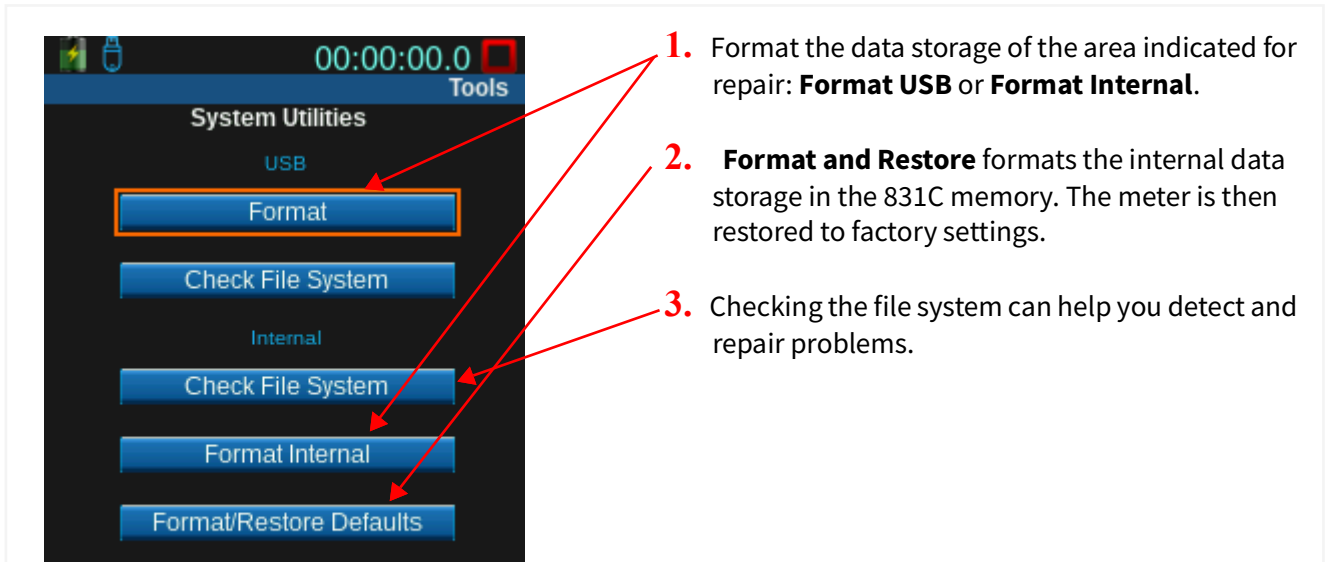 00:00:00.0
Tools
System Utilities
USB
Format
Check File System
Internal
Check File System
Format Internal
Format/Restore Defaults
1. Format the data storage of the area indicated for
repair: Format USB or Format Internal.
2. Format and Restore formats the internal data
storage in the 831C memory. The meter is then
restored to factory settings.
3. Checking the file system can help you detect and
repair problems.